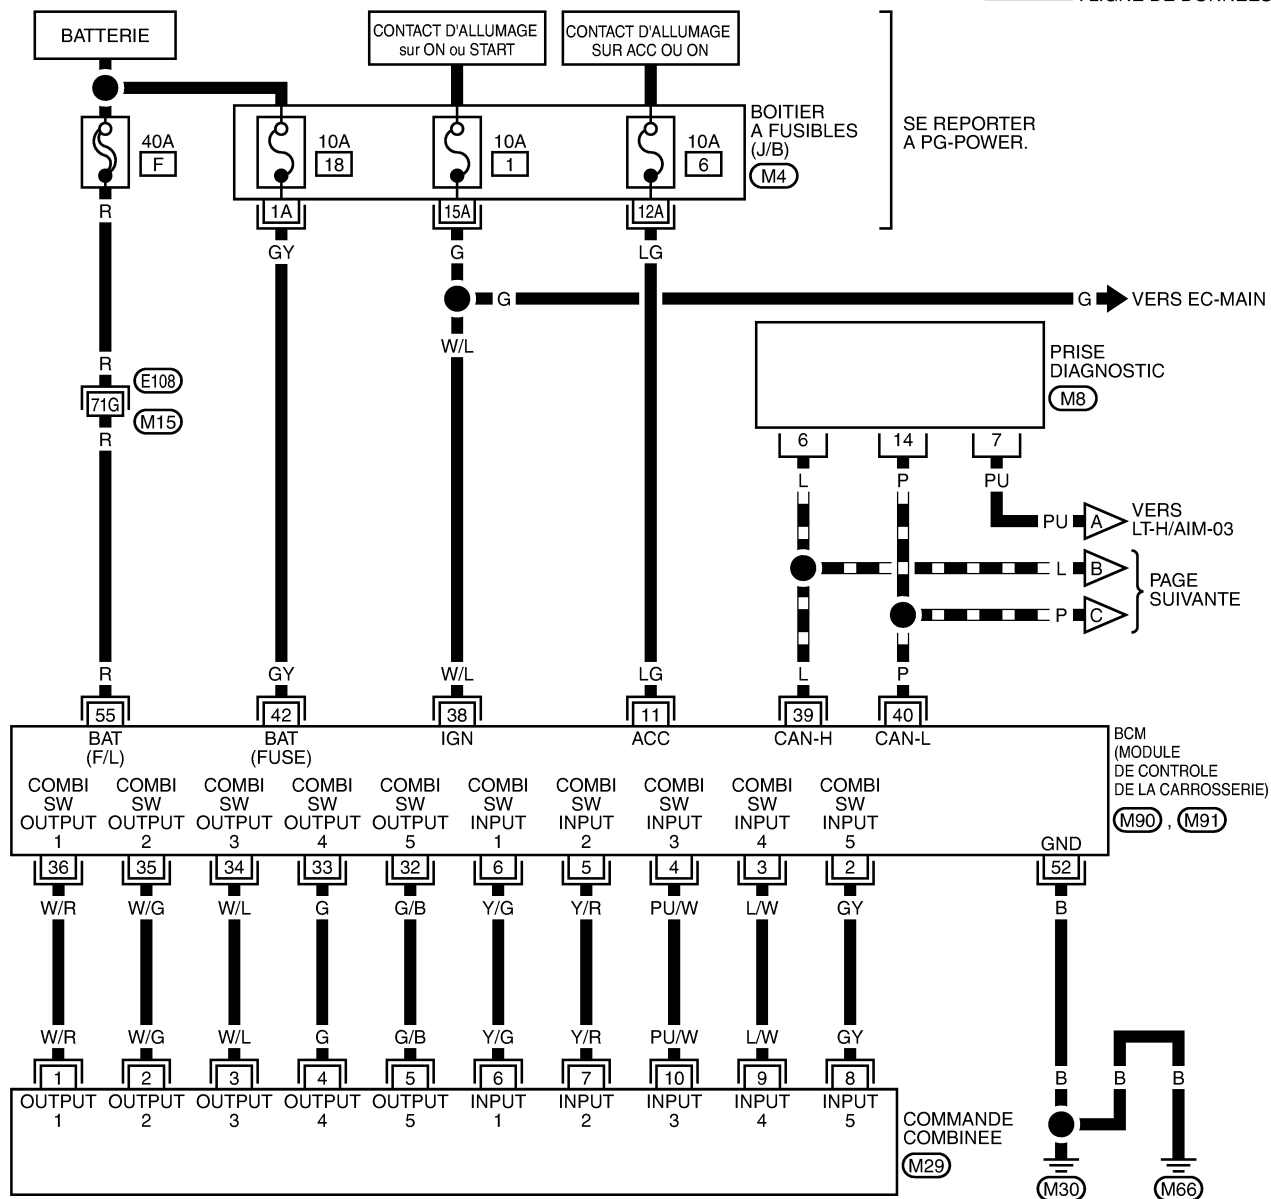 : LIGNE DE DONNEES
BATTERIE
CONTACT D'ALLUMAGE
sur ON ou START
CONTACT D'ALLUMAGE
SUR ACC OU ON
40A
F
10A
18
10A
1
10A
6
BOITIER
A FUSIBLES
(J/B)
M4
SE REPORTER
A PG-POWER.
1A
15A
12A
R
GY
G
LG
G
G
VERS EC-MAIN
W/L
R
E108
71G
M15
R
PRISE
DIAGNOSTIC
M8
6
14
7
L
P
PU
PU
A
VERS
LT-H/AIM-03
L
B
P
C
PAGE
SUIVANTE
R
GY
W/L
LG
L
P
55
42
38
11
39
40
BAT
(F/L)
BAT
(FUSE)
IGN
ACC
CAN-H
CAN-L
BCM
(MODULE
DE CONTROLE
DE LA CARROSSERIE)
M90 , M91
COMBI
SW
OUTPUT
1
COMBI
SW
OUTPUT
2
COMBI
SW
OUTPUT
3
COMBI
SW
OUTPUT
4
COMBI
SW
OUTPUT
5
COMBI
SW
INPUT
1
COMBI
SW
INPUT
2
COMBI
SW
INPUT
3
COMBI
SW
INPUT
4
COMBI
SW
INPUT
5
GND
36
35
34
33
32
6
5
4
3
2
52
W/R
W/G
W/L
G
G/B
Y/G
Y/R
PU/W
L/W
GY
B
W/R
W/G
W/L
G
G/B
Y/G
Y/R
PU/W
L/W
GY
1
2
3
4
5
6
7
10
9
8
B
B
B
OUTPUT
1
OUTPUT
2
OUTPUT
3
OUTPUT
4
OUTPUT
5
INPUT
1
INPUT
2
INPUT
3
INPUT
4
INPUT
5
COMMANDE
COMBINEE
M29
M30
M66